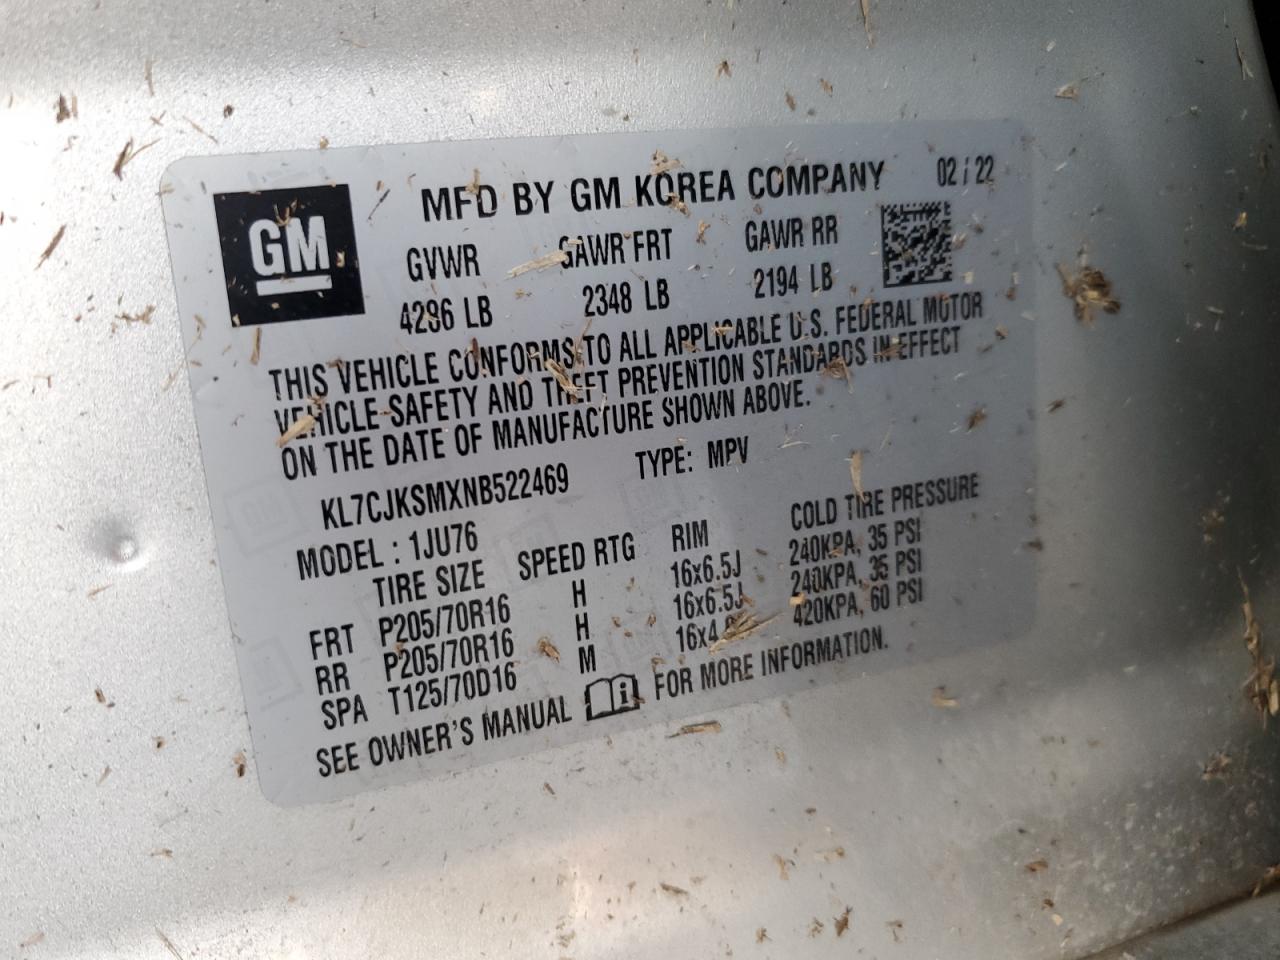 GM
MFD BY GM KOREA COMPANY 02 / 22
GVWR GAWR FRT GAWR RR
4286 LB 2348 LB 2194 LB
THIS VEHICLE CONFORMS TO ALL APPLICABLE U.S. FEDERAL MOTOR
VEHICLE SAFETY AND THEFT PREVENTION STANDARDS IN EFFECT
ON THE DATE OF MANUFACTURE SHOWN ABOVE.
KL7CJKSMXNB522469 TYPE: MPV
MODEL : 1JU76
TIRE SIZE SPEED RTG RIM COLD TIRE PRESSURE
FRT P205/70R16 H 16x6.5J 240KPA, 35 PSI
RR P205/70R16 H 16x6.5J 240KPA, 35 PSI
SPA T125/70D16 M 420KPA, 60 PSI
SEE OWNER'S MANUAL i FOR MORE INFORMATION.